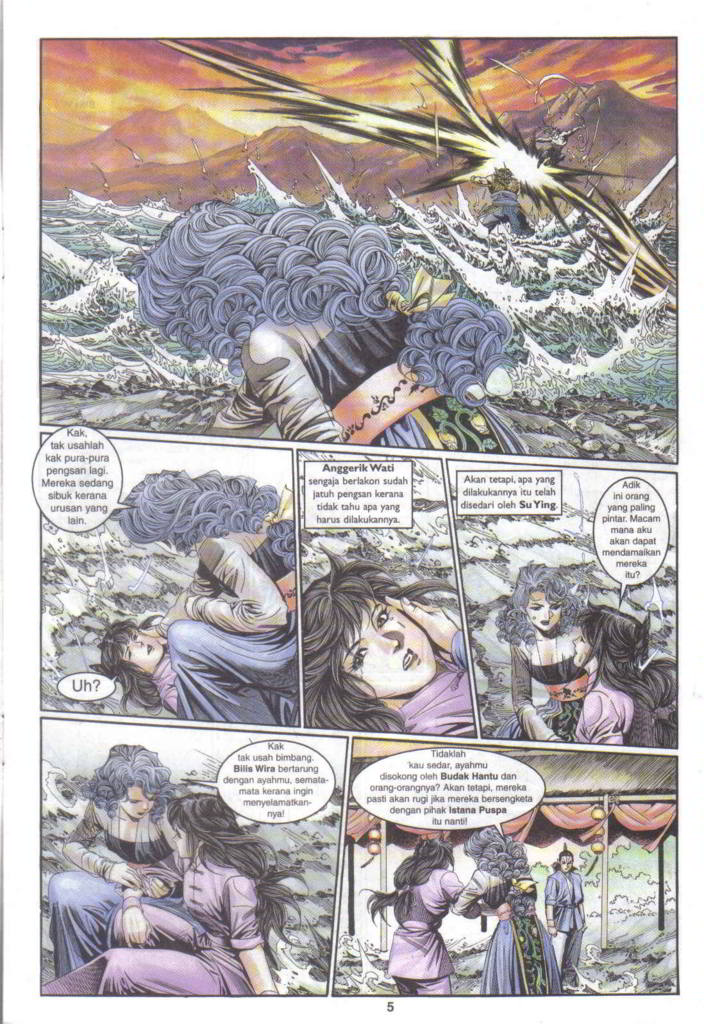 Kak,
tak usahlah
kak pura-pura
pengsan lagi.
Mereka sedang
sibuk kerana
urusan yang
lain.
Uh?
Anggerik Wati
sengaja berlakon sudah
jatuh pengsan kerana
tidak tahu apa yang
harus dilakukannya.
Akan tetapi, apa yang
dilakukannya itu telah
disedari oleh Su Ying.
Adik
ini orang
yang paling
pintar. Macam
mana aku
akan dapat
mendamaikan
mereka
itu?
Kak
tak usah bimbang.
Bilis Wira bertarung
dengan ayahmu, semata-
mata kerana ingin
menyelamatkan-
nya!
Tidaklah
'kau sedar, ayahmu
disokong oleh Budak Hantu dan
orang-orangnya? Akan tetapi, mereka
pasti akan rugi jika mereka bersengketa
dengan pihak Istana Puspa
itu nanti!
5